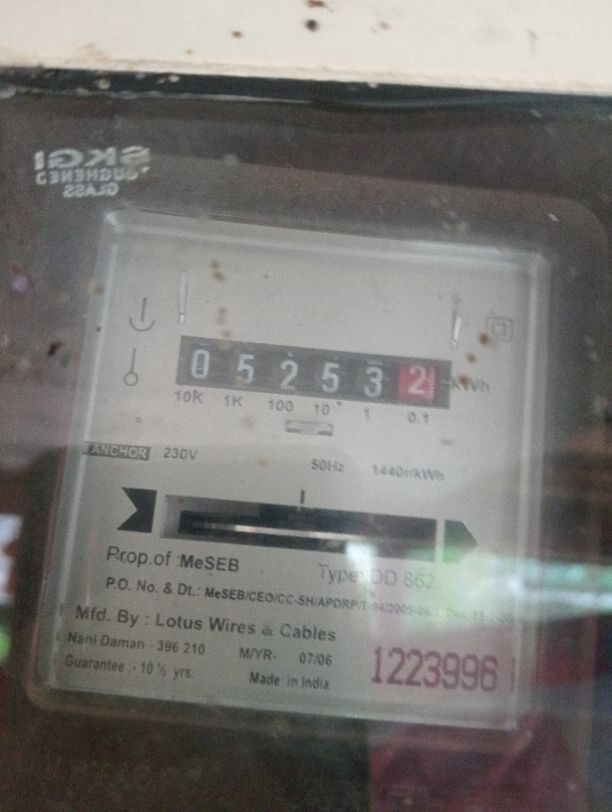 SKGI
TOUGHENED
GLASS
0 5 2 5 3 2 kWh
10K 1K 100 10 1 0.1
ANCHOR 230V 50Hz 1440r/kWh
Prop.of :MeSEB Type: DD 862
P.O. No. & Dt.: MeSEB/CEO/CC-SH/APDRP/T-94/2005-06
Mfd. By : Lotus Wires & Cables
Nani Daman - 396 210 M/YR- 07/06
Guarantee :- 10 ½ yrs. Made in India
1223996